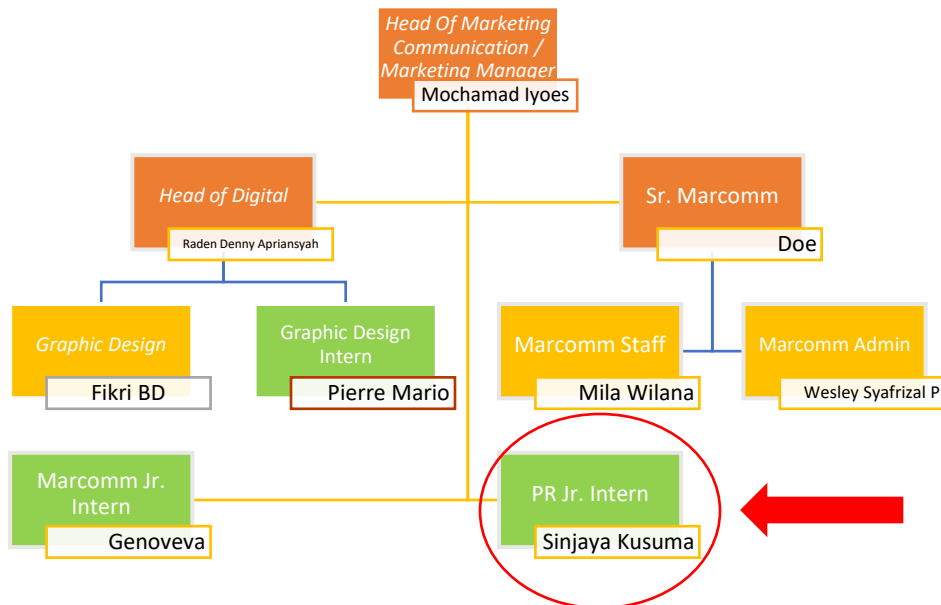 Head Of Marketing
Communication /
Marketing Manager
Mochamad Iyoes
Head of Digital
Raden Denny Apriansyah
Sr. Marcomm
Doe
Graphic Design
Fikri BD
Graphic Design
Intern
Pierre Mario
Marcomm Staff
Mila Wilana
Marcomm Admin
Wesley Syafrizal P
Marcomm Jr.
Intern
Genoveva
PR Jr. Intern
Sinjaya Kusuma